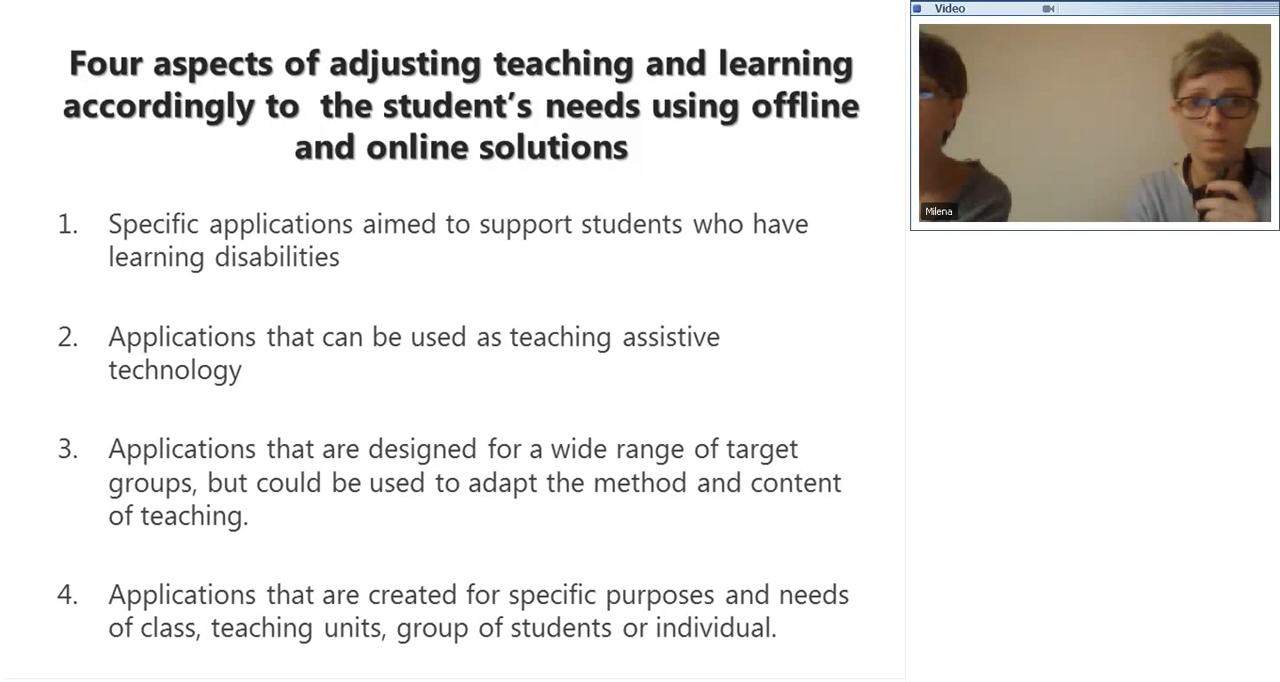 Four aspects of adjusting teaching and learning
accordingly to the student’s needs using offline
and online solutions
1. Specific applications aimed to support students who have
learning disabilities
2. Applications that can be used as teaching assistive
technology
3. Applications that are designed for a wide range of target
groups, but could be used to adapt the method and content
of teaching.
4. Applications that are created for specific purposes and needs
of class, teaching units, group of students or individual.
Video
Milena